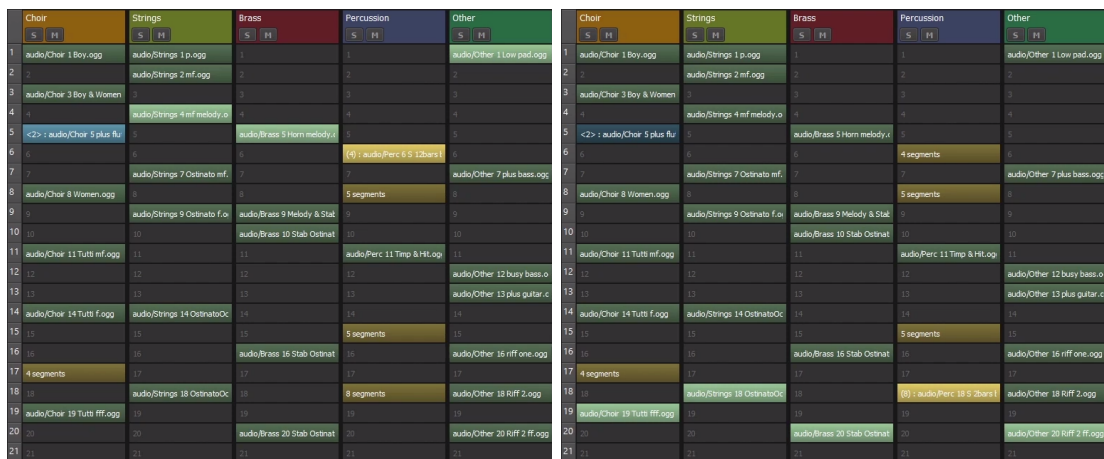 Choir Strings Brass Percussion Other
S M S M S M S M S M
1 audio/Choir 1 Boy.ogg audio/Strings 1 p.ogg 1 1 audio/Other 1 Low pad.ogg
2 2 audio/Strings 2 mf.ogg 2 2 2
3 audio/Choir 3 Boy & Women 3 3 3 3
4 4 audio/Strings 4 mf melody.o 4 4 4
5 <2> : audio/Choir 5 plus flu 5 audio/Brass 5 Horn melody.( 5 5
6 6 6 6 (4) : audio/Perc 6 S 12bars 6
7 7 audio/Strings 7 Ostinato mf. 7 7 audio/Other 7 plus bass.ogg
8 audio/Choir 8 Women.ogg 8 8 5 segments 8
9 9 audio/Strings 9 Ostinato f.o audio/Brass 9 Melody & Stab 9 9
10 10 10 audio/Brass 10 Stab Ostinat 10 10
11 audio/Choir 11 Tutti mf.ogg 11 11 audio/Perc 11 Timp & Hit.og 11
12 12 12 12 12 audio/Other 12 busy bass.o
13 13 13 13 13 audio/Other 13 plus guitar.c
14 audio/Choir 14 Tutti f.ogg audio/Strings 14 OstinatoOc 14 14 14
15 15 15 15 5 segments 15
16 16 16 audio/Brass 16 Stab Ostinat 16 audio/Other 16 riff one.ogg
17 4 segments 17 17 17 17
18 18 audio/Strings 18 OstinatoOc 18 8 segments audio/Other 18 Riff 2.ogg
19 audio/Choir 19 Tutti fff.ogg 19 19 19 19
20 20 20 audio/Brass 20 Stab Ostinat 20 audio/Other 20 Riff 2 ff.ogg
21 21 21 21 21 21
Choir Strings Brass Percussion Other
S M S M S M S M S M
1 audio/Choir 1 Boy.ogg audio/Strings 1 p.ogg 1 1 audio/Other 1 Low pad.ogg
2 2 audio/Strings 2 mf.ogg 2 2 2
3 audio/Choir 3 Boy & Women 3 3 3 3
4 4 audio/Strings 4 mf melody.o 4 4 4
5 <2> : audio/Choir 5 plus flu 5 audio/Brass 5 Horn melody.( 5 5
6 6 6 6 4 segments 6
7 7 audio/Strings 7 Ostinato mf. 7 7 audio/Other 7 plus bass.ogg
8 audio/Choir 8 Women.ogg 8 8 5 segments 8
9 9 audio/Strings 9 Ostinato f.o audio/Brass 9 Melody & Stab 9 9
10 10 10 audio/Brass 10 Stab Ostinat 10 10
11 audio/Choir 11 Tutti mf.ogg 11 11 audio/Perc 11 Timp & Hit.og 11
12 12 12 12 12 audio/Other 12 busy bass.o
13 13 13 13 13 audio/Other 13 plus guitar.c
14 audio/Choir 14 Tutti f.ogg audio/Strings 14 OstinatoOc 14 14 14
15 15 15 15 5 segments 15
16 16 16 audio/Brass 16 Stab Ostinat 16 audio/Other 16 riff one.ogg
17 4 segments 17 17 17 17
18 18 audio/Strings 18 OstinatoOc 18 (8) : audio/Perc 18 S 2bars audio/Other 18 Riff 2.ogg
19 audio/Choir 19 Tutti fff.ogg 19 19 19 19
20 20 20 audio/Brass 20 Stab Ostinat 20 audio/Other 20 Riff 2 ff.ogg
21 21 21 21 21 21